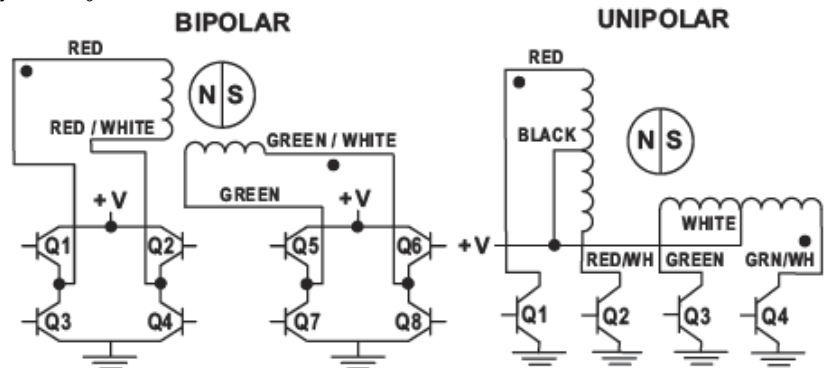 BIPOLAR
RED
N S
RED / WHITE
GREEN / WHITE
GREEN
+V
+V
Q1
Q2
Q5
Q6
Q3
Q4
Q7
Q8
UNIPOLAR
RED
BLACK
N S
WHITE
+V
RED/WH
GREEN
GRN/WH
Q1
Q2
Q3
Q4